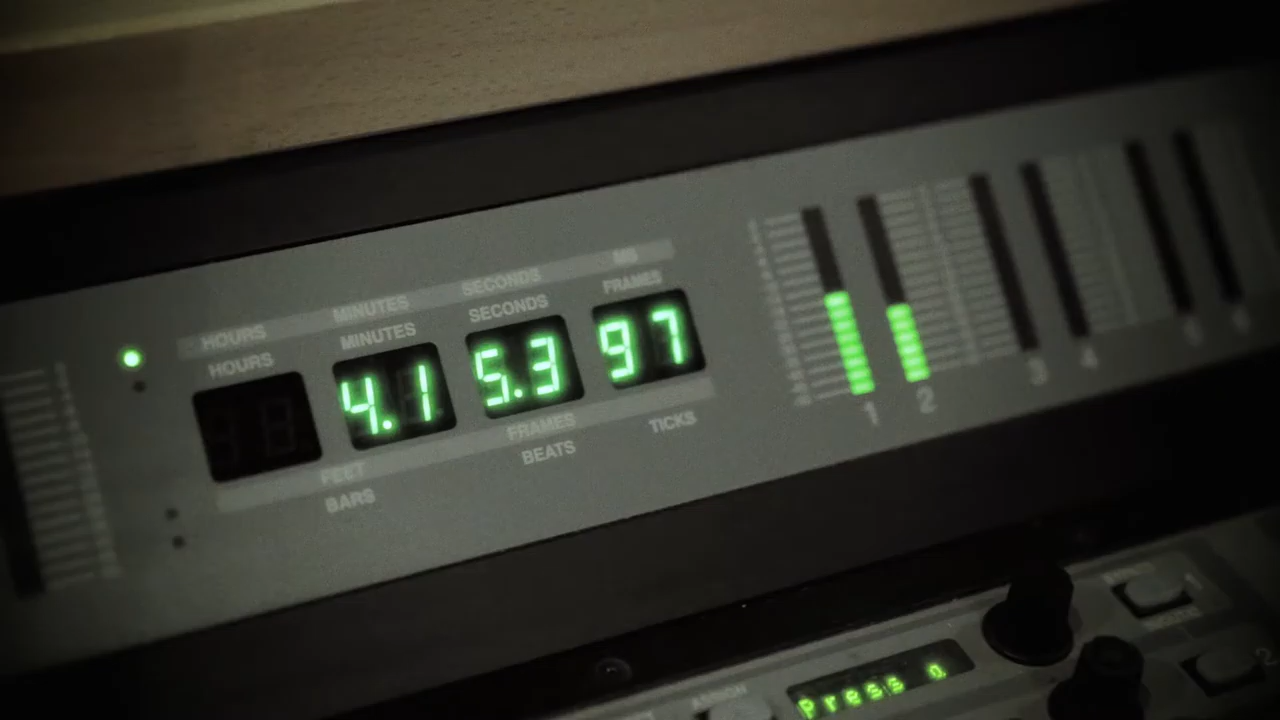 HOURS MINUTES SECONDS MS
HOURS MINUTES SECONDS FRAMES
4.1 5.3 97
FEET FRAMES
BARS BEATS TICKS
1 2 3 4
Press a